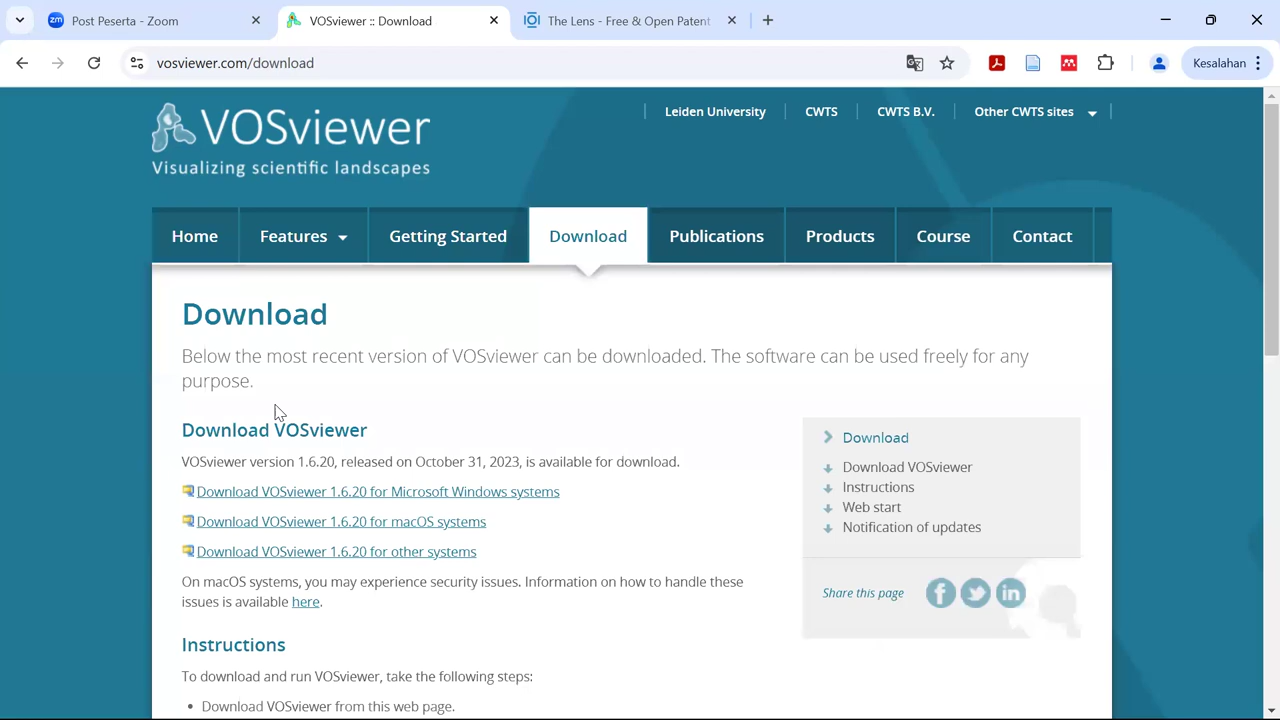 Post Peserta - Zoom
VOSviewer :: Download
The Lens - Free & Open Patent
vosviewer.com/download
Kesalahan
VOSviewer
Visualizing scientific landscapes
Leiden University
CWTS
CWTS B.V.
Other CWTS sites
Home
Features
Getting Started
Download
Publications
Products
Course
Contact
Download
Below the most recent version of VOSviewer can be downloaded. The software can be used freely for any
purpose.
Download VOSviewer
VOSviewer version 1.6.20, released on October 31, 2023, is available for download.
Download VOSviewer 1.6.20 for Microsoft Windows systems
Download VOSviewer 1.6.20 for macOS systems
Download VOSviewer 1.6.20 for other systems
On macOS systems, you may experience security issues. Information on how to handle these
issues is available here.
Instructions
To download and run VOSviewer, take the following steps:
• Download VOSviewer from this web page.
Download
Download VOSviewer
Instructions
Web start
Notification of updates
Share this page